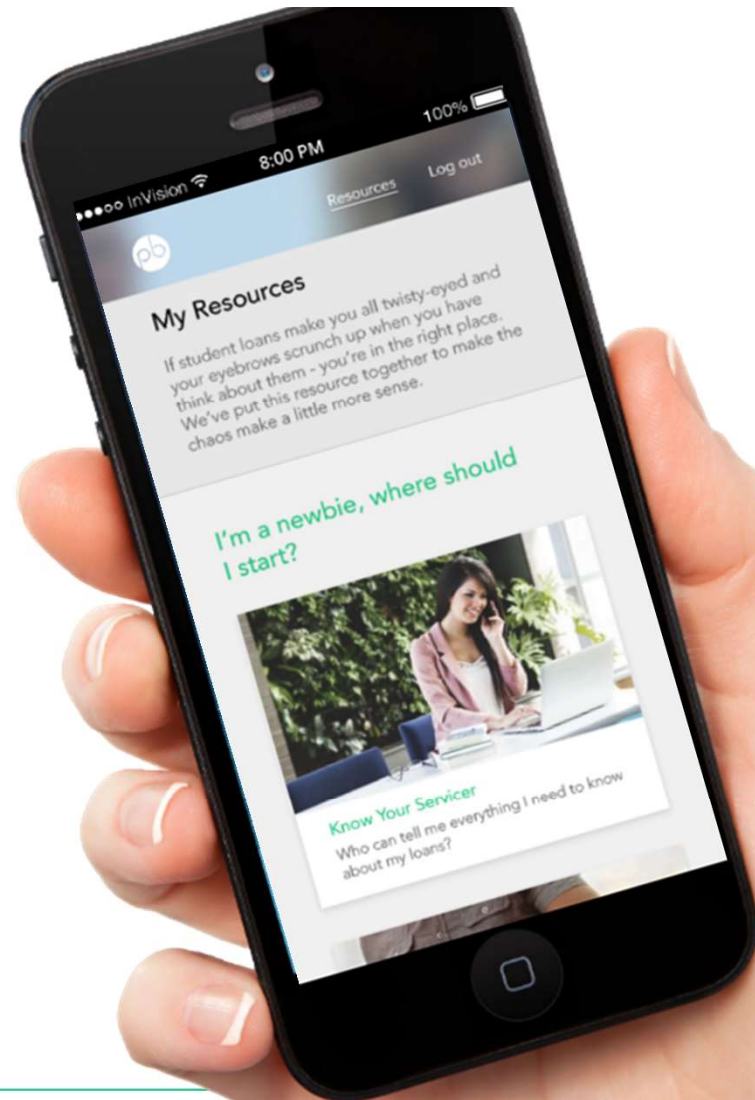 InVision 8:00 PM 100%
pb Resources Log out
My Resources
If student loans make you all twisty-eyed and
your eyebrows scrunch up when you have
think about them - you're in the right place.
We've put this resource together to make the
chaos make a little more sense.
I'm a newbie, where should
I start?
Know Your Servicer
Who can tell me everything I need to know
about my loans?